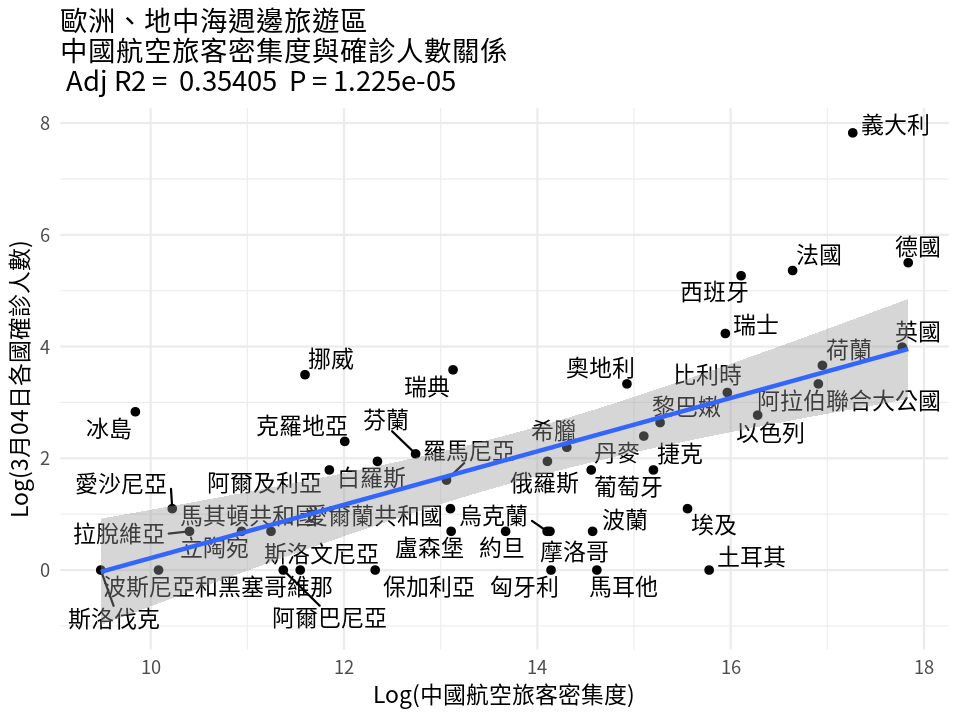 歐洲、地中海週邊旅遊區
中國航空旅客密集度與確診人數關係
Adj R2 = 0.35405 P = 1.225e-05
Log(3月04日各國確診人數)
8
6
4
2
0
義大利
德國
法國
西班牙
瑞士
英國
荷蘭
挪威
瑞典
奧地利
比利時
阿拉伯聯合大公國
黎巴嫩
以色列
冰島
克羅地亞
芬蘭
羅馬尼亞
希臘
丹麥
捷克
愛沙尼亞
阿爾及利亞
白羅斯
俄羅斯
葡萄牙
拉脫維亞
馬其頓共和國
愛爾蘭共和國
烏克蘭
波蘭
埃及
立陶宛
斯洛文尼亞
盧森堡
約旦
摩洛哥
土耳其
波斯尼亞和黑塞哥維那
保加利亞
匈牙利
馬耳他
斯洛伐克
阿爾巴尼亞
10
12
14
16
18
Log(中國航空旅客密集度)